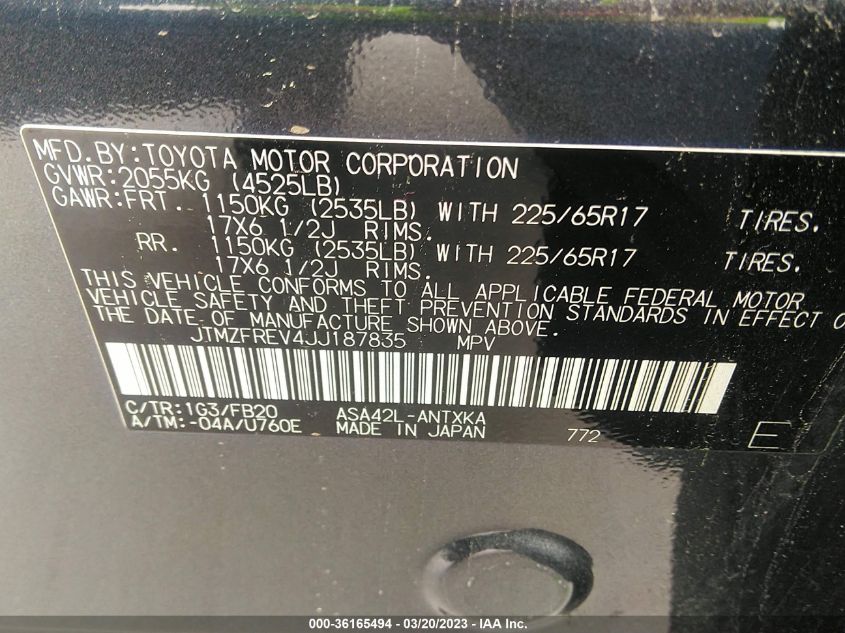 MFD.BY:TOYOTA MOTOR CORPORATION
GVWR:2055KG (4525LB)
GAWR:FRT. 1150KG (2535LB) WITH 225/65R17 TIRES.
17X6 1/2J RIMS.
RR. 1150KG (2535LB) WITH 225/65R17 TIRES.
17X6 1/2J RIMS.
THIS VEHICLE CONFORMS TO ALL APPLICABLE FEDERAL MOTOR
VEHICLE SAFETY AND THEFT PREVENTION STANDARDS IN EFFECT O
THE DATE OF MANUFACTURE SHOWN ABOVE.
JTMZFREV4JJ187835 MPV
C/TR:1G3/FB20 ASA42L-ANTXKA
A/TM:-04A/U760E MADE IN JAPAN 772 E
000-36165494 - 03/20/2023 - IAA Inc.